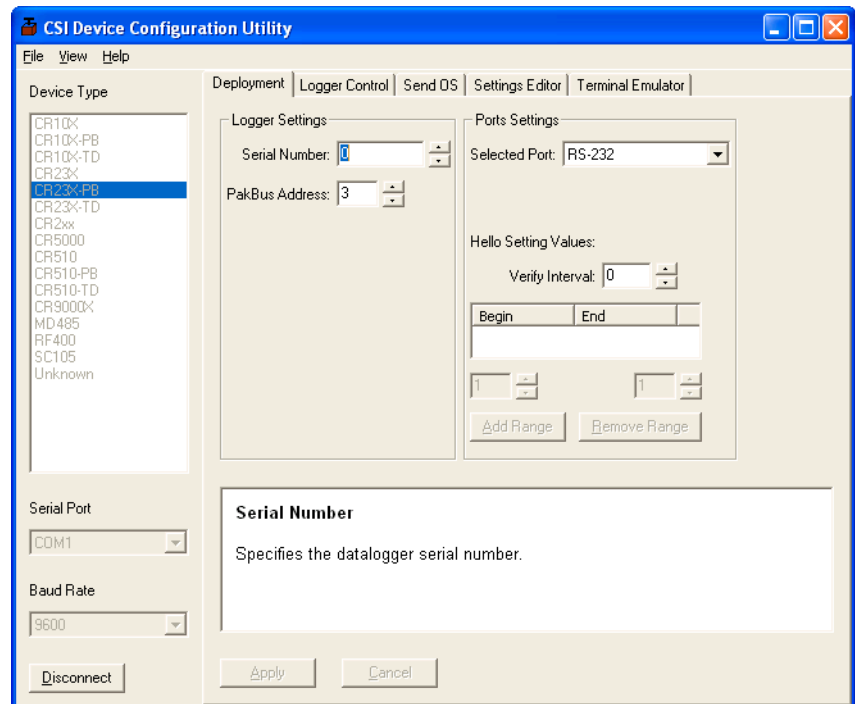 CSI Device Configuration Utility
File View Help
Device Type
CR10X
CR10X-PB
CR10X-TD
CR23X
CR23X-PB
CR23X-TD
CR2xx
CR5000
CR510
CR510-PB
CR510-TD
CR9000X
MD485
RF400
SC105
Unknown
Serial Port
COM1
Baud Rate
9600
Disconnect
Deployment Logger Control Send OS Settings Editor Terminal Emulator
Logger Settings
Serial Number: 0
PakBus Address: 3
Ports Settings
Selected Port: RS-232
Hello Setting Values:
Verify Interval: 0
Begin End
1 1
Add Range Remove Range
Serial Number
Specifies the datalogger serial number.
Apply Cancel